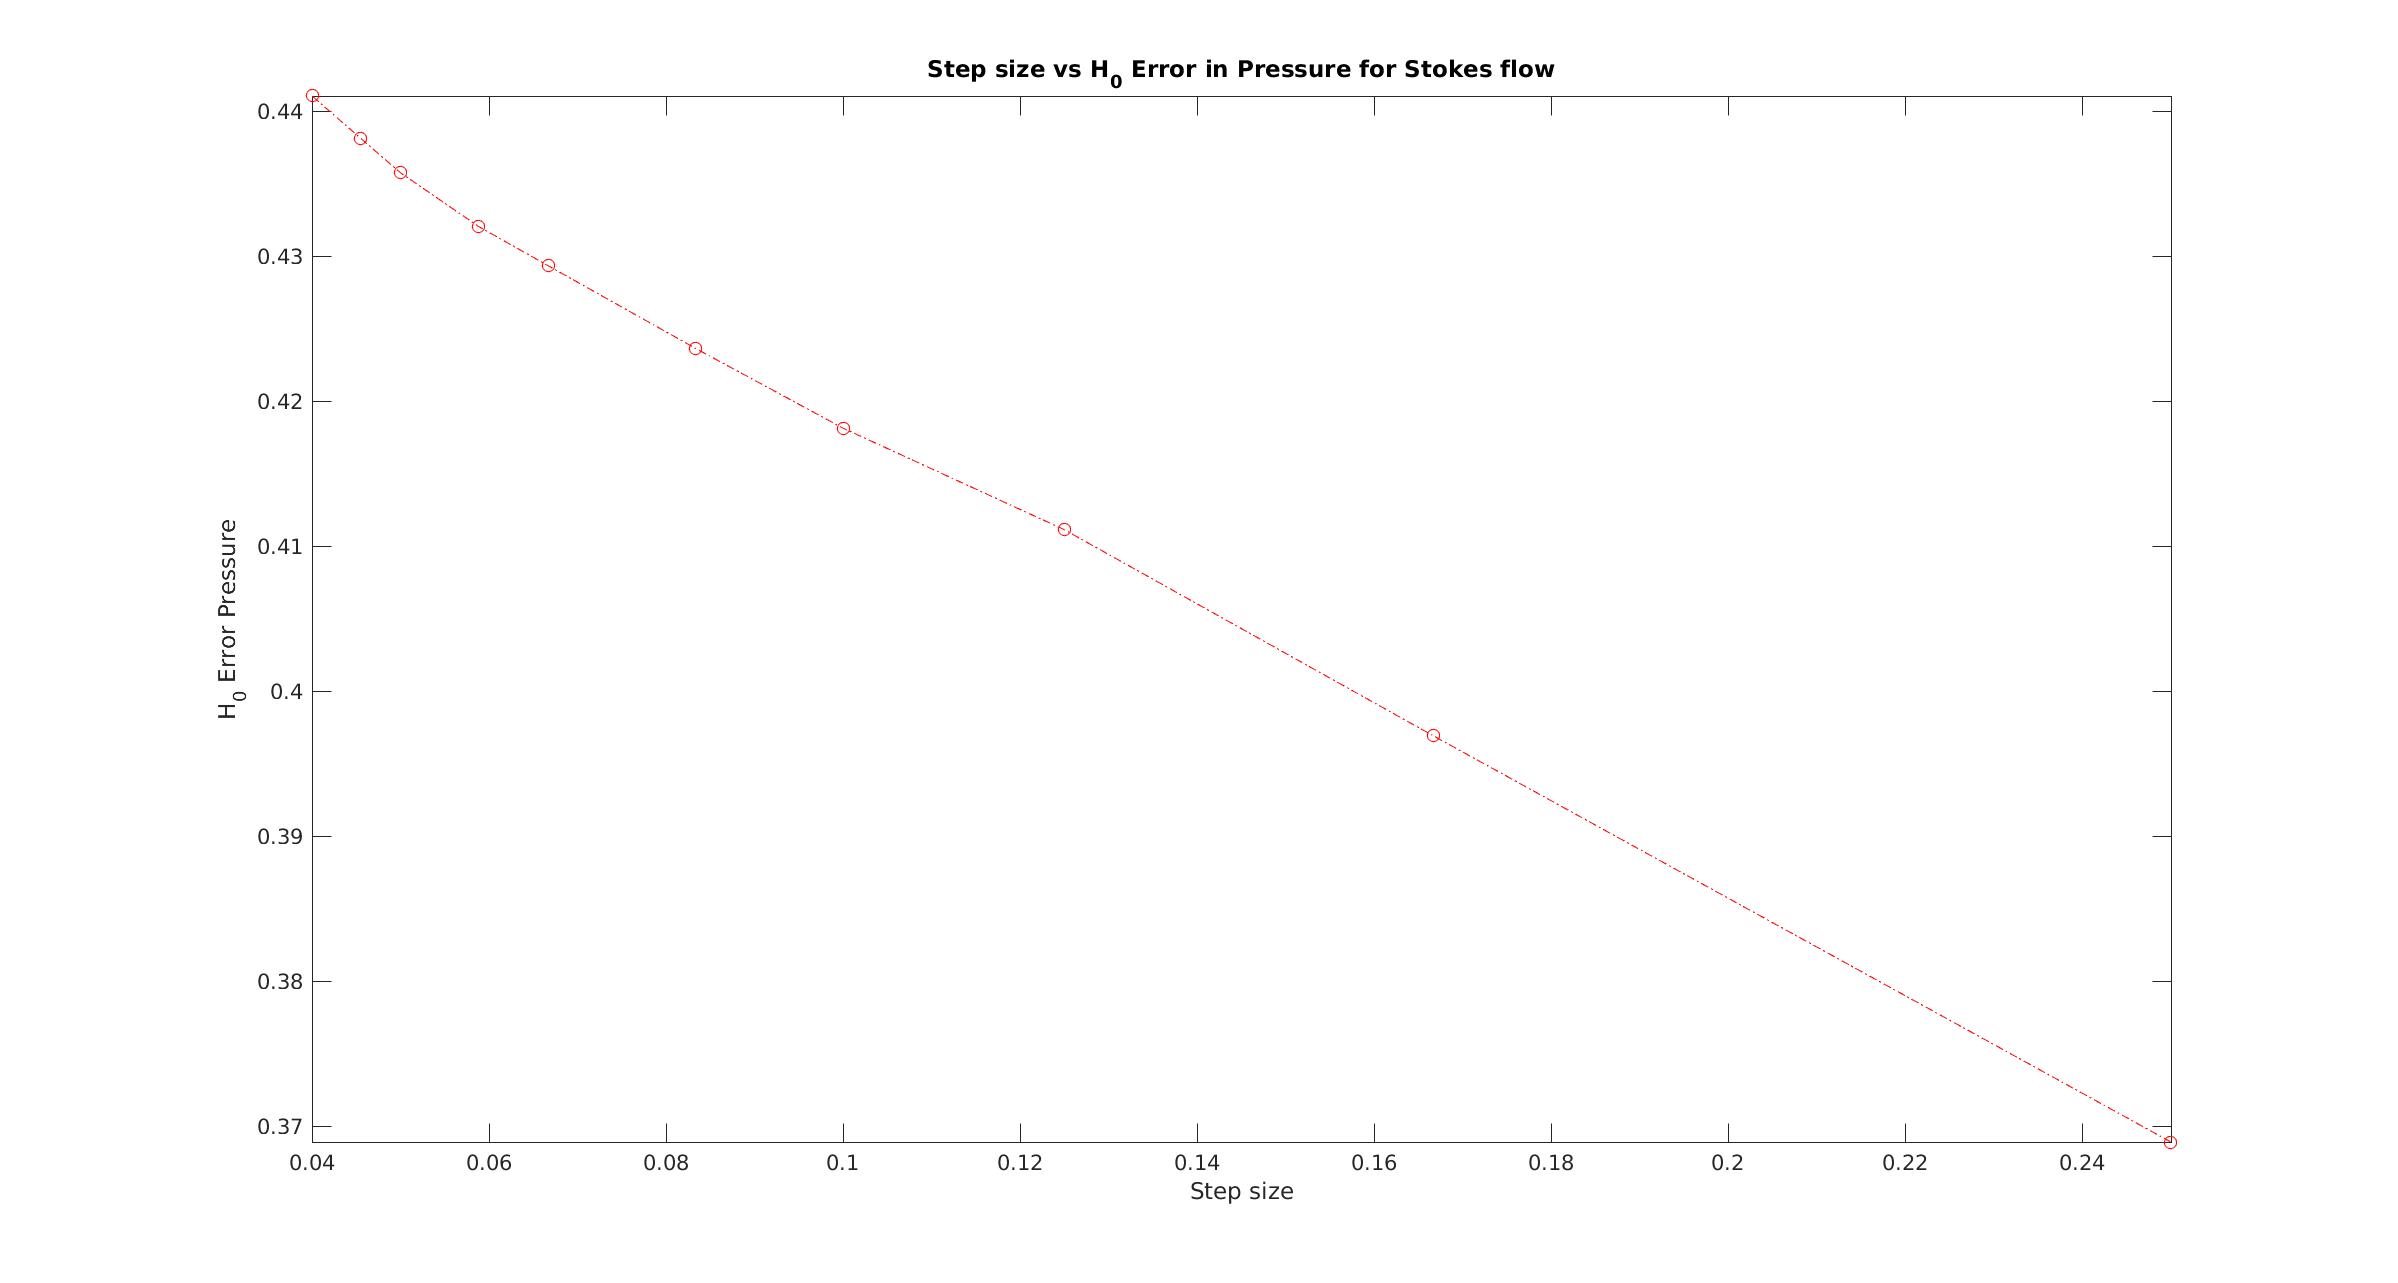 Step size vs H0 Error in Pressure for Stokes flow
0.44
0.43
0.42
0.41
0.4
0.39
0.38
0.37
H0 Error Pressure
0.04 0.06 0.08 0.1 0.12 0.14 0.16 0.18 0.2 0.22 0.24
Step size